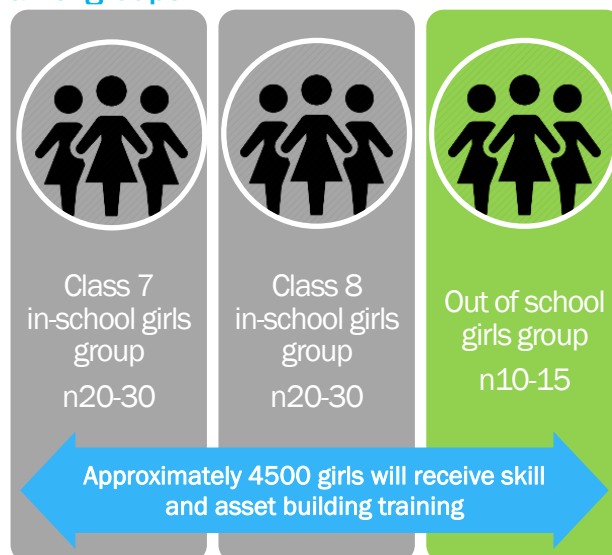 Class 7
in-school girls
group
n20-30
Class 8
in-school girls
group
n20-30
Out of school
girls group
n10-15
Approximately 4500 girls will receive skill
and asset building training